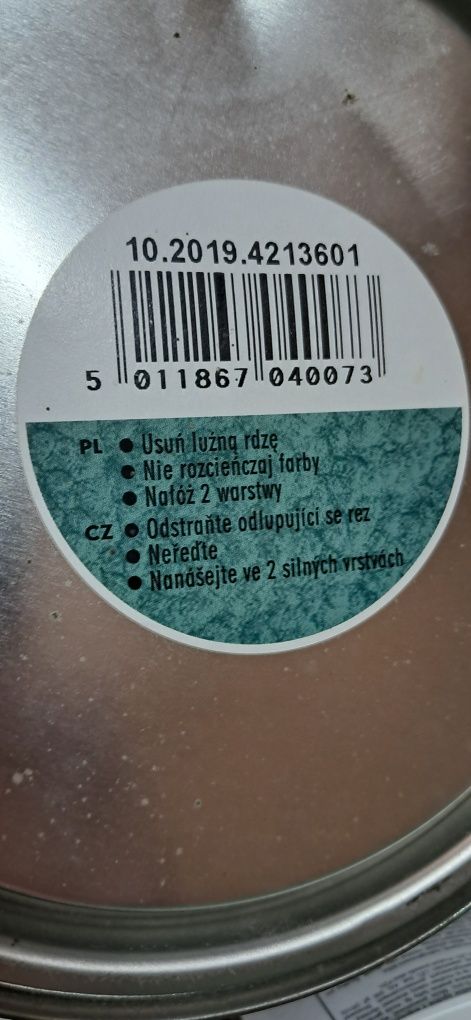 10.2019.4213601
5 011867 040073
PL ● Usuń luźną rdzę
● Nie rozcieńczaj farby
● Nałóż 2 warstwy
CZ ● Odstraňte odlupující se rez
● Neřeďte
● Nanášejte ve 2 silných vrstvách